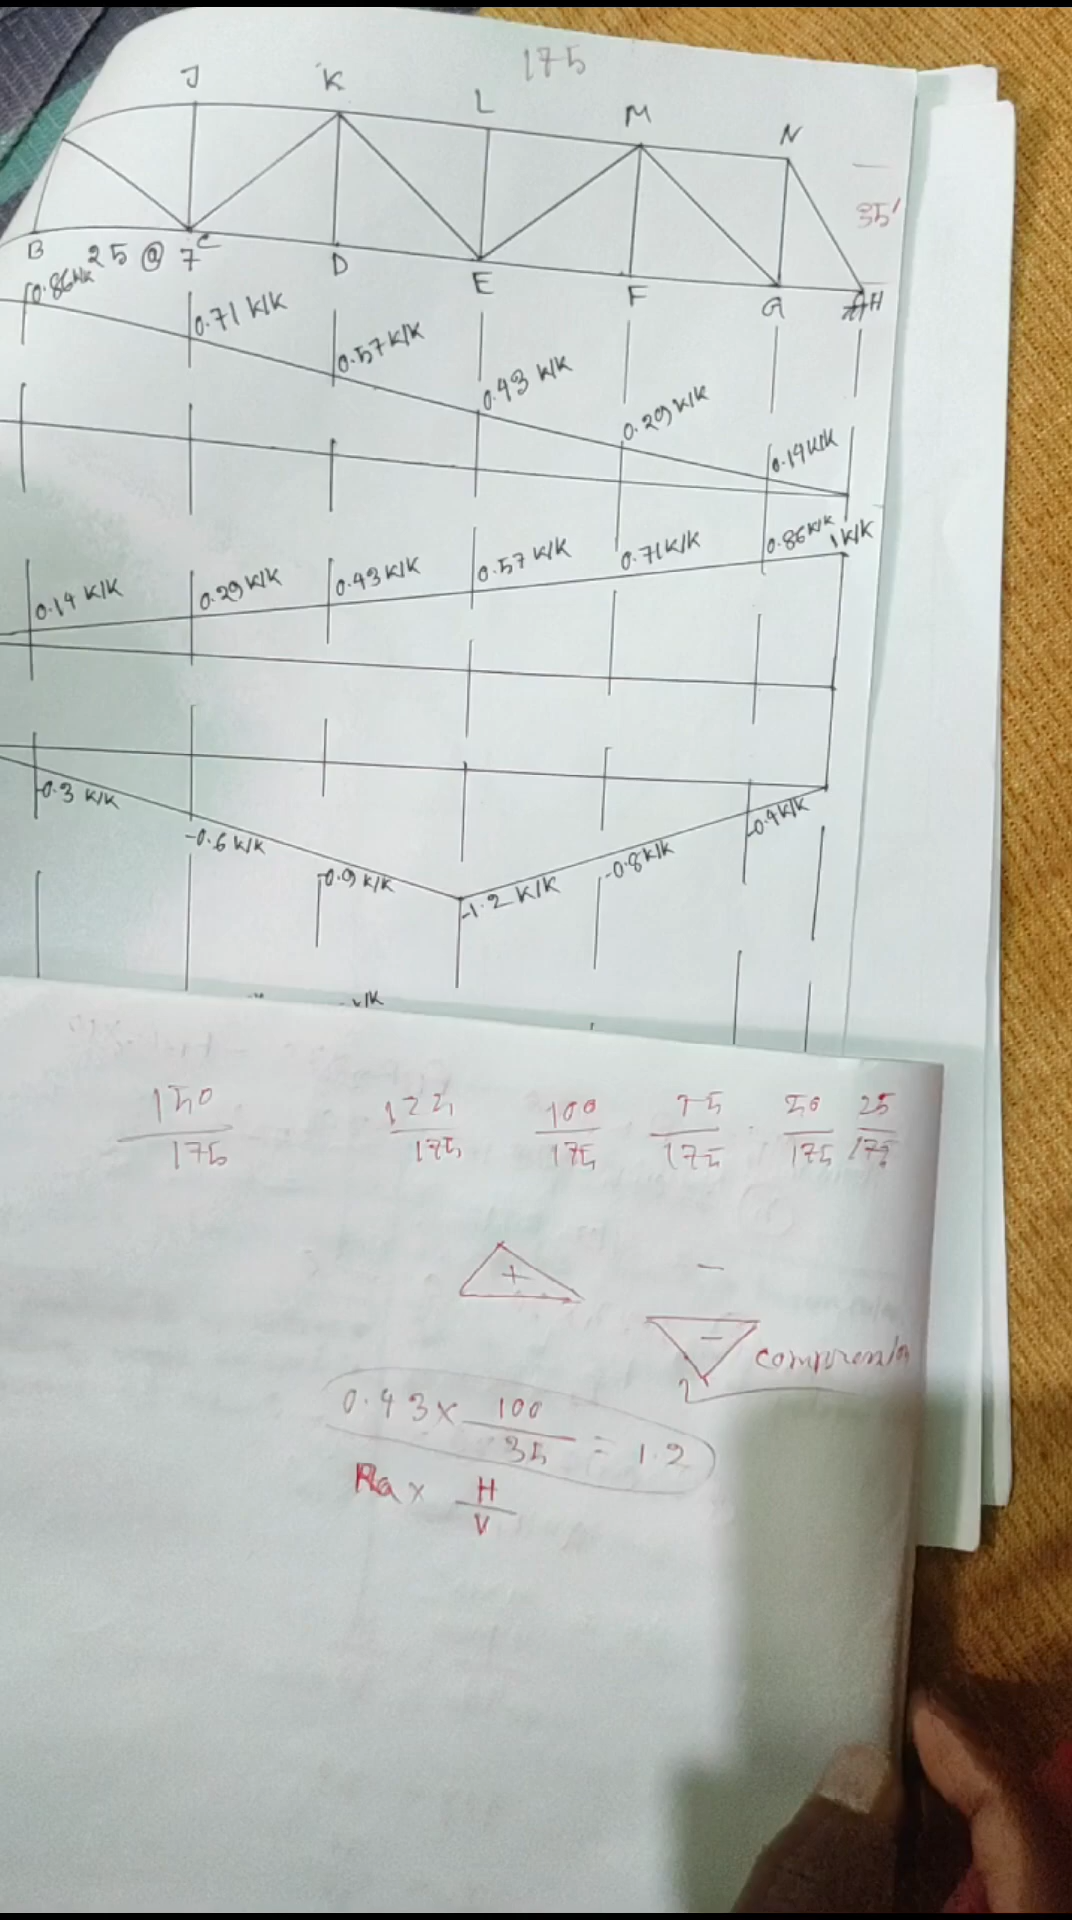 175
J K L M N
35'
B 25 @ 7 C D E F G H
0.86 k/k 0.71 k/k 0.57 k/k 0.43 k/k 0.29 k/k 0.14 k/k
0.14 k/k 0.29 k/k 0.43 k/k 0.57 k/k 0.71 k/k 0.86 k/k 1 k/k
-0.3 k/k -0.6 k/k -0.9 k/k -1.2 k/k -0.8 k/k -0.4 k/k
k/k
150 125 100 75 50 25
175 175 175 175 175 175
+ -
-
0.43 × 100/35 = 1.2
Ra × H/V